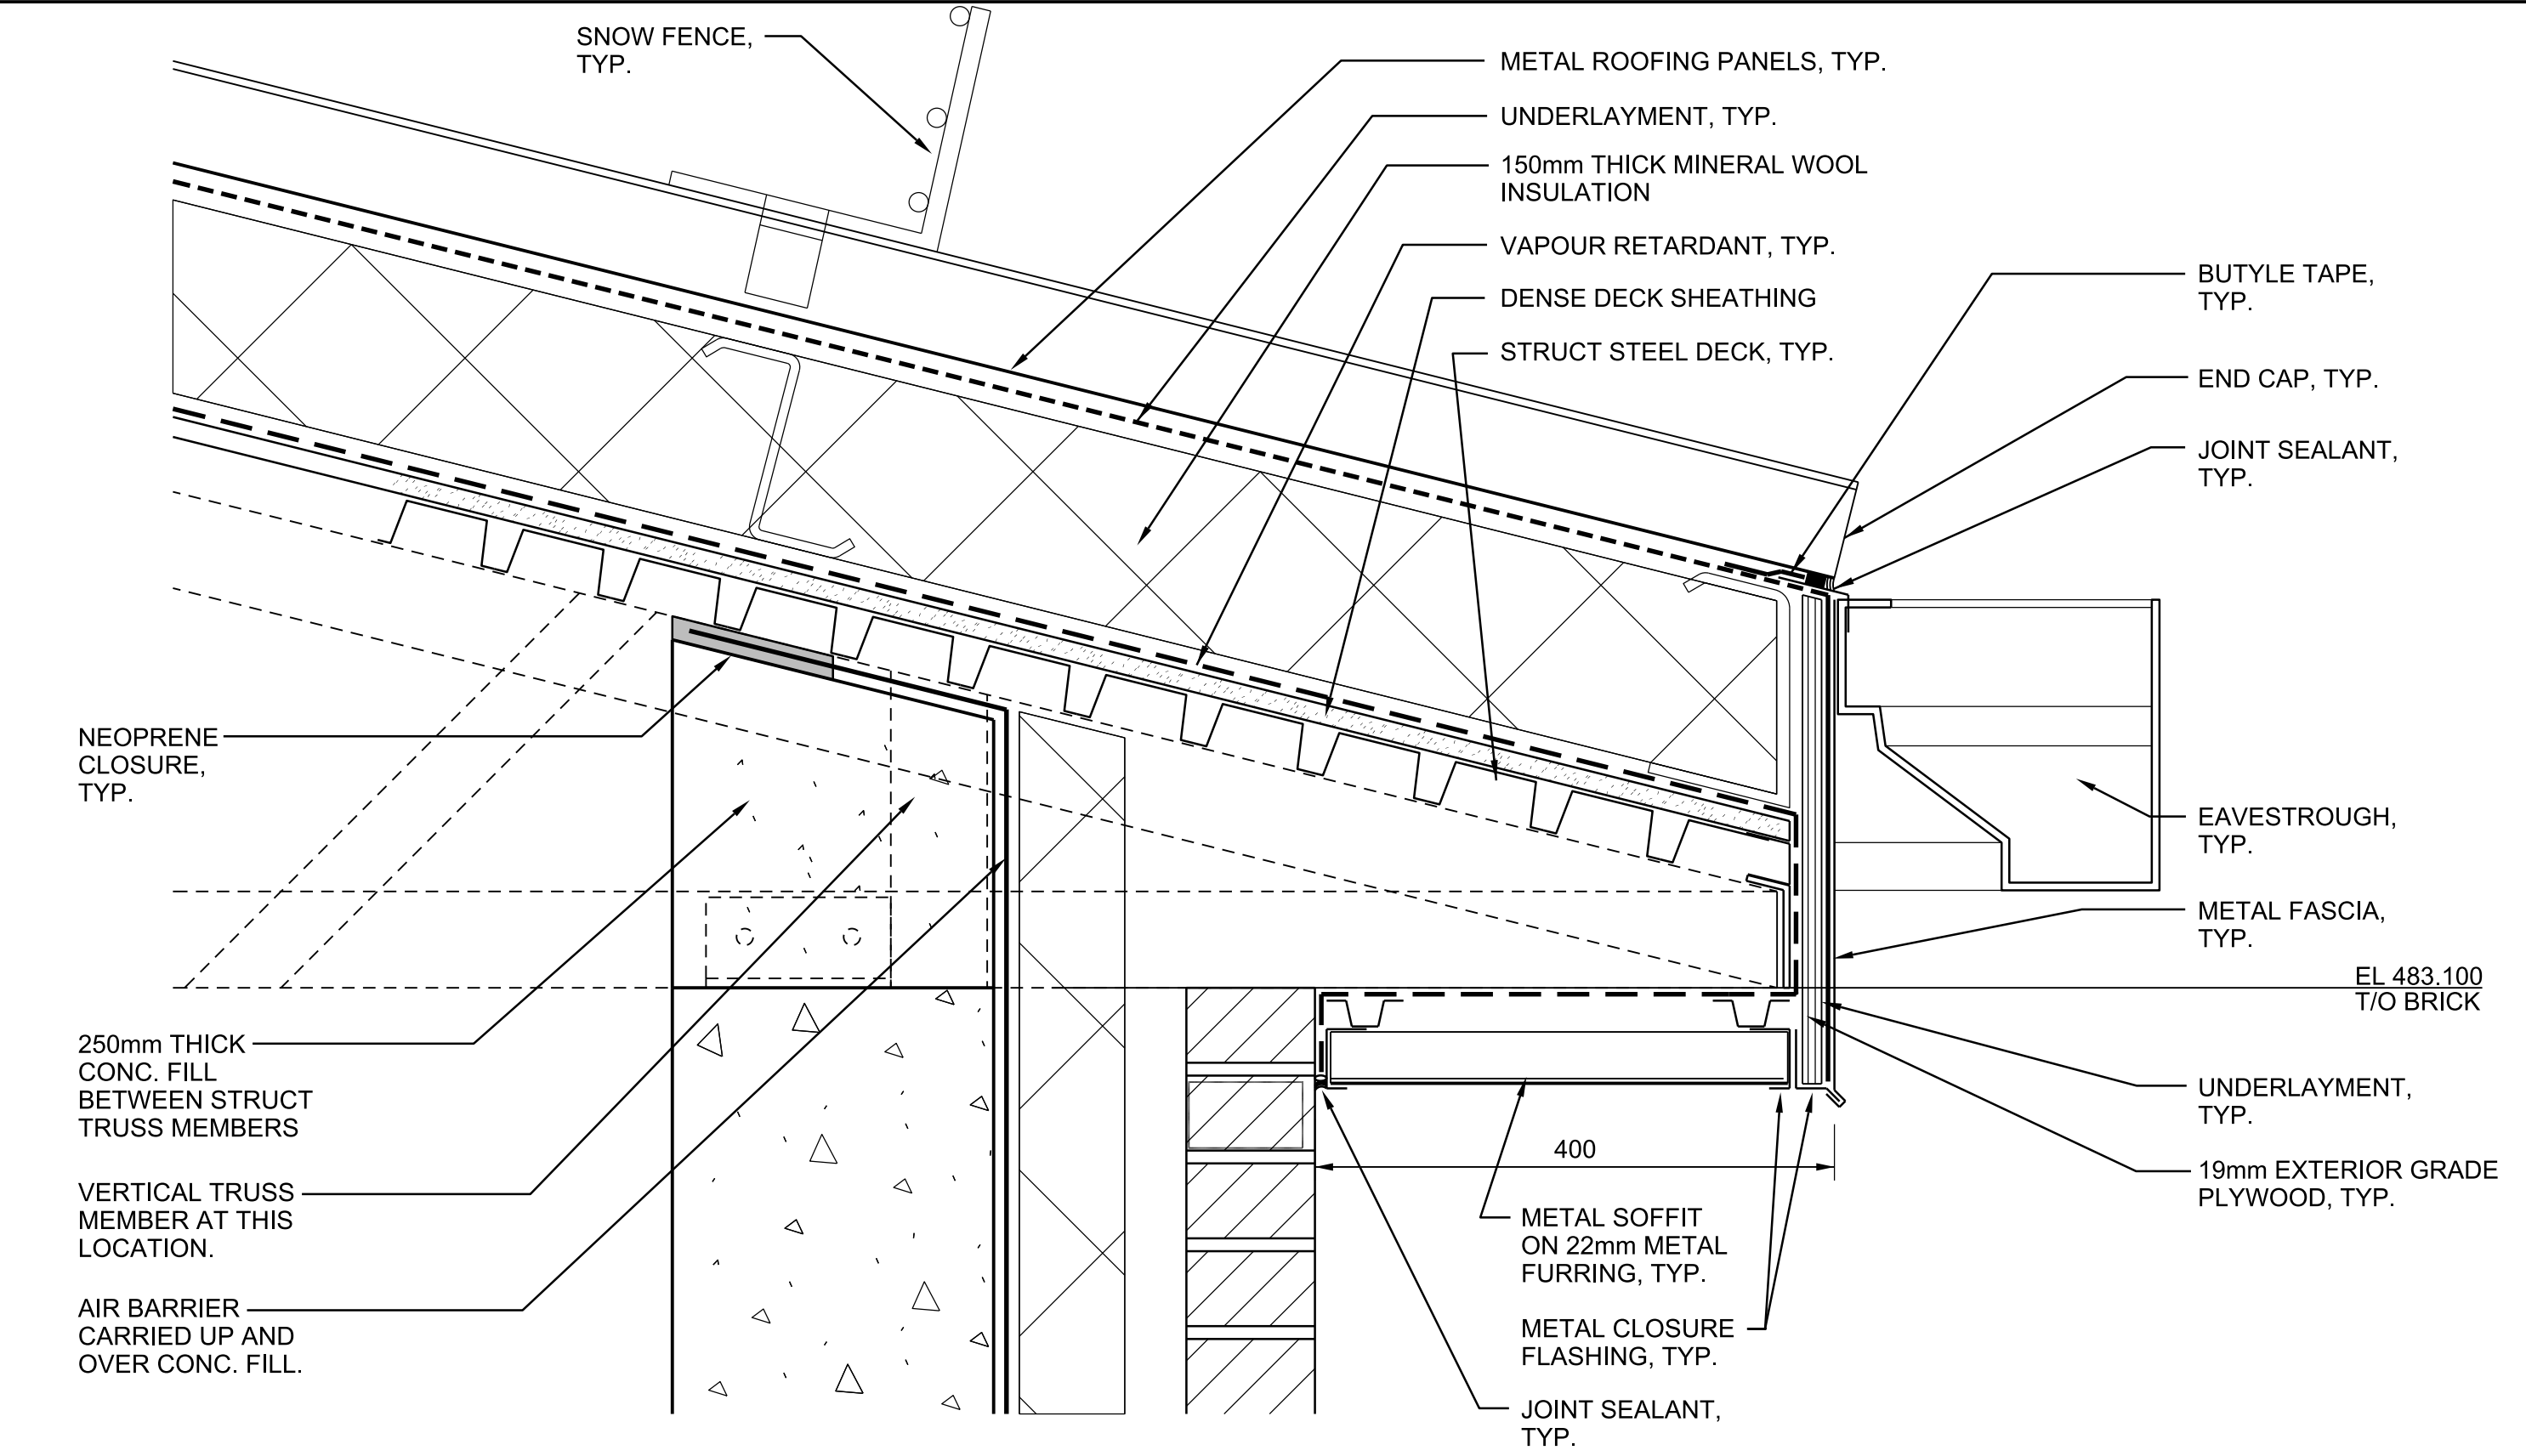 SNOW FENCE,
TYP.
METAL ROOFING PANELS, TYP.
UNDERLAYMENT, TYP.
150mm THICK MINERAL WOOL
INSULATION
VAPOUR RETARDANT, TYP.
DENSE DECK SHEATHING
STRUCT STEEL DECK, TYP.
BUTYLE TAPE,
TYP.
END CAP, TYP.
JOINT SEALANT,
TYP.
NEOPRENE
CLOSURE,
TYP.
EAVESTROUGH,
TYP.
METAL FASCIA,
TYP.
EL 483.100
T/O BRICK
250mm THICK
CONC. FILL
BETWEEN STRUCT
TRUSS MEMBERS
UNDERLAYMENT,
TYP.
19mm EXTERIOR GRADE
PLYWOOD, TYP.
400
VERTICAL TRUSS
MEMBER AT THIS
LOCATION.
METAL SOFFIT
ON 22mm METAL
FURRING, TYP.
AIR BARRIER
CARRIED UP AND
OVER CONC. FILL.
METAL CLOSURE
FLASHING, TYP.
JOINT SEALANT,
TYP.